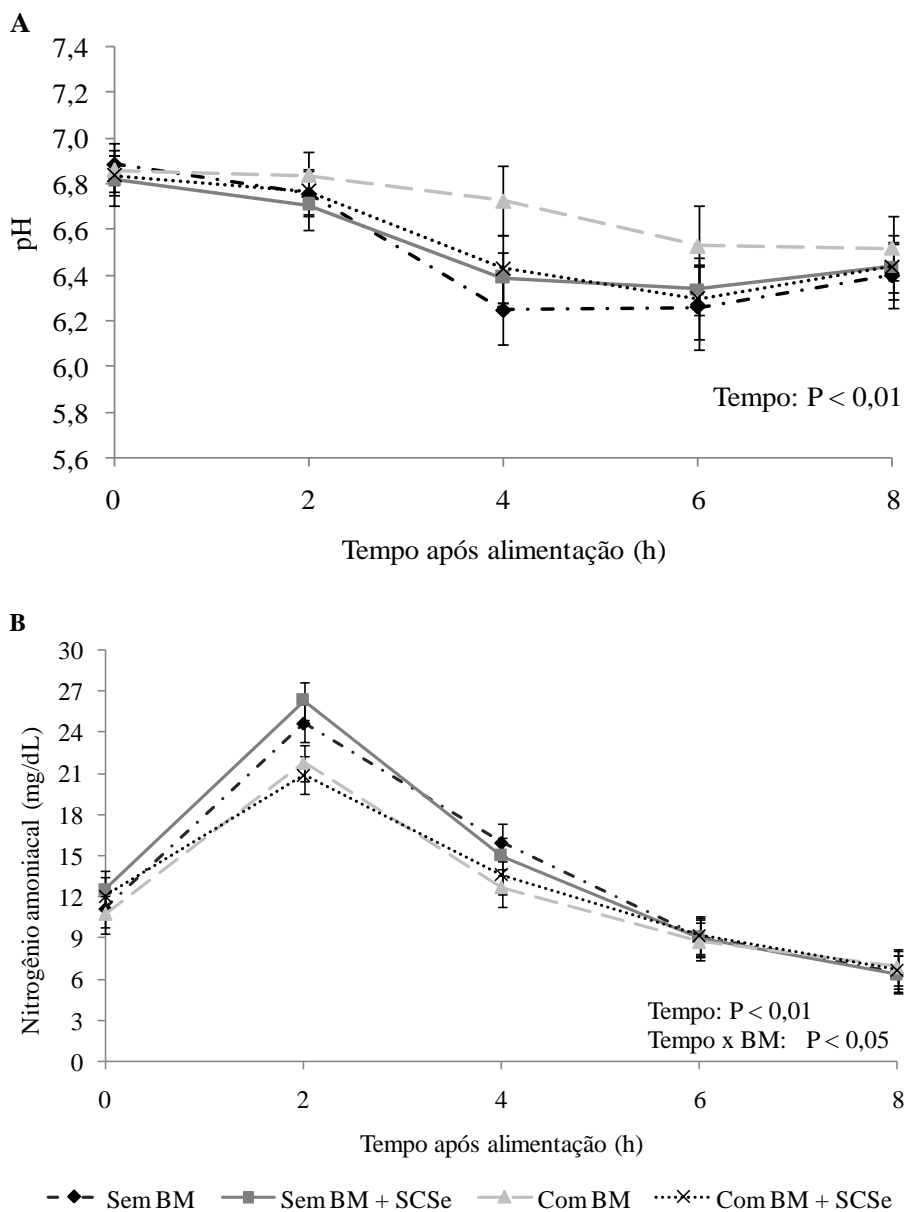 A
7,4
7,2
7,0
6,8
6,6
6,4
6,2
6,0
5,8
5,6
pH
Tempo: P < 0,01
0 2 4 6 8
Tempo após alimentação (h)
B
30
27
24
21
18
15
12
9
6
3
0
Nitrogênio amoniacal (mg/dL)
Tempo: P < 0,01
Tempo x BM: P < 0,05
0 2 4 6 8
Tempo após alimentação (h)
Sem BM Sem BM + SCSe Com BM Com BM + SCSe